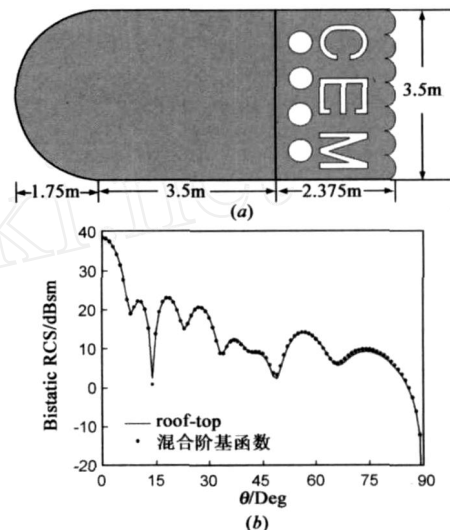 CEM
3.5m
1.75m
3.5m
2.375m
(a)
Bistatic RCS/dBsm
40
30
20
10
0
-10
-20
roof-top
混合阶基函数
0
15
30
45
60
75
90
θ/Deg
(b)